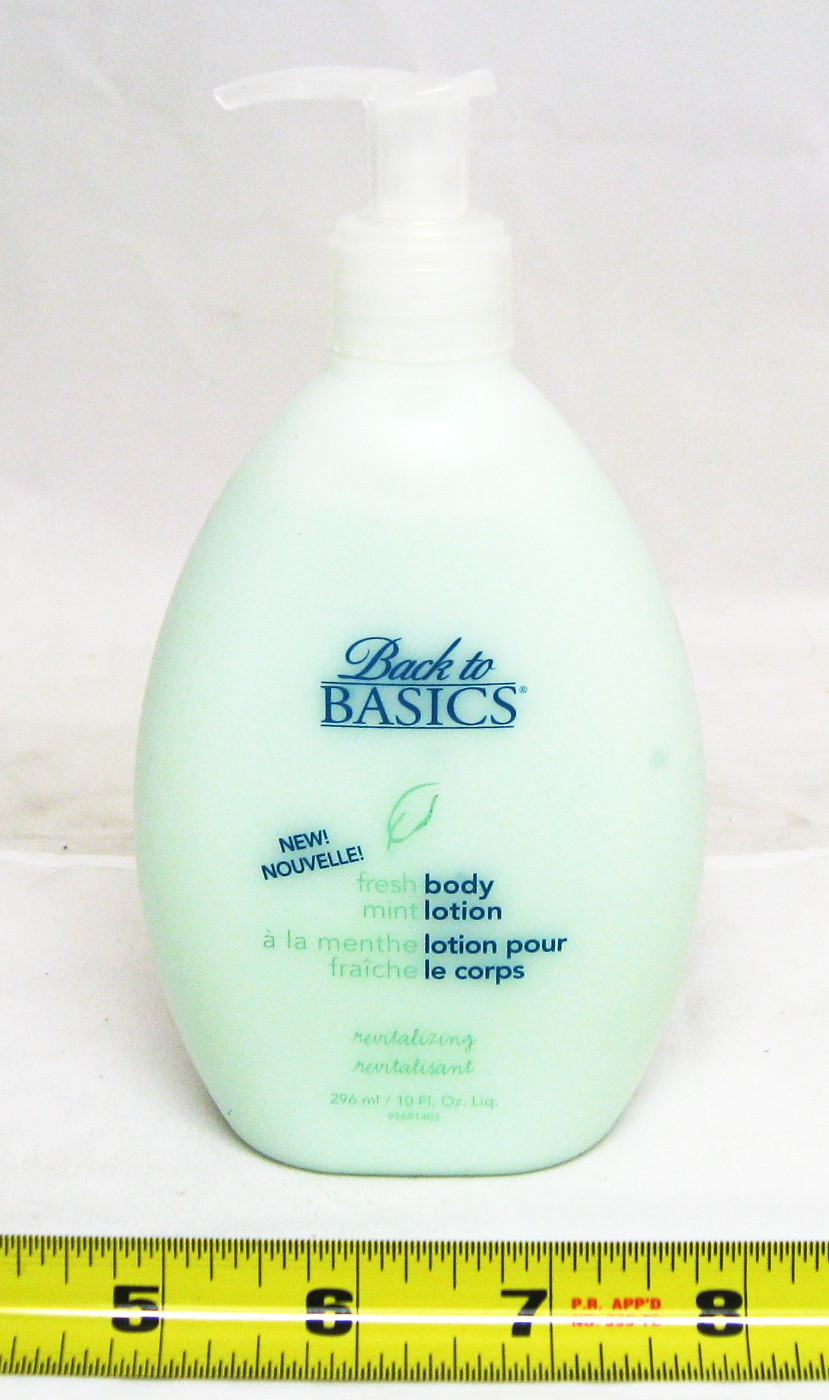 Back to
BASICS®
NEW!
NOUVELLE!
fresh body
mint lotion
à la menthe lotion pour
fraîche le corps
revitalizing
revitalisant
296 ml / 10 Fl. Oz. Liq.
5 6 7 P.R. APP'D 8